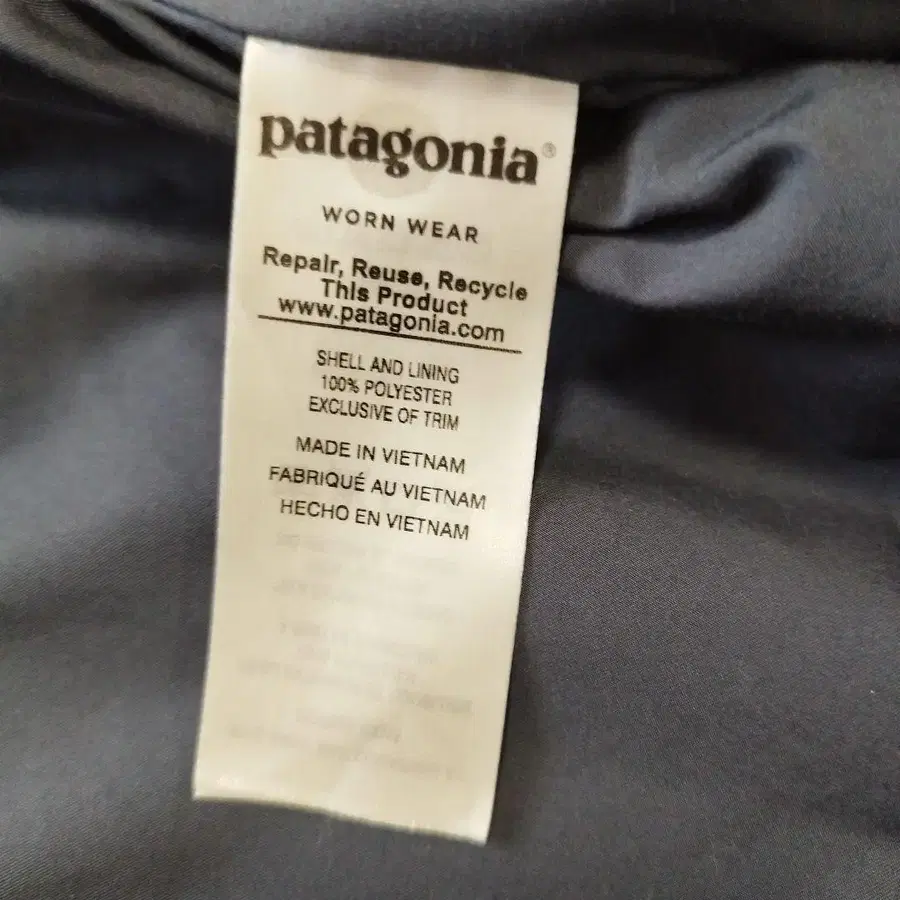 patagonia®
WORN WEAR
Repair, Reuse, Recycle
This Product
www.patagonia.com
SHELL AND LINING
100% POLYESTER
EXCLUSIVE OF TRIM
MADE IN VIETNAM
FABRIQUÉ AU VIETNAM
HECHO EN VIETNAM